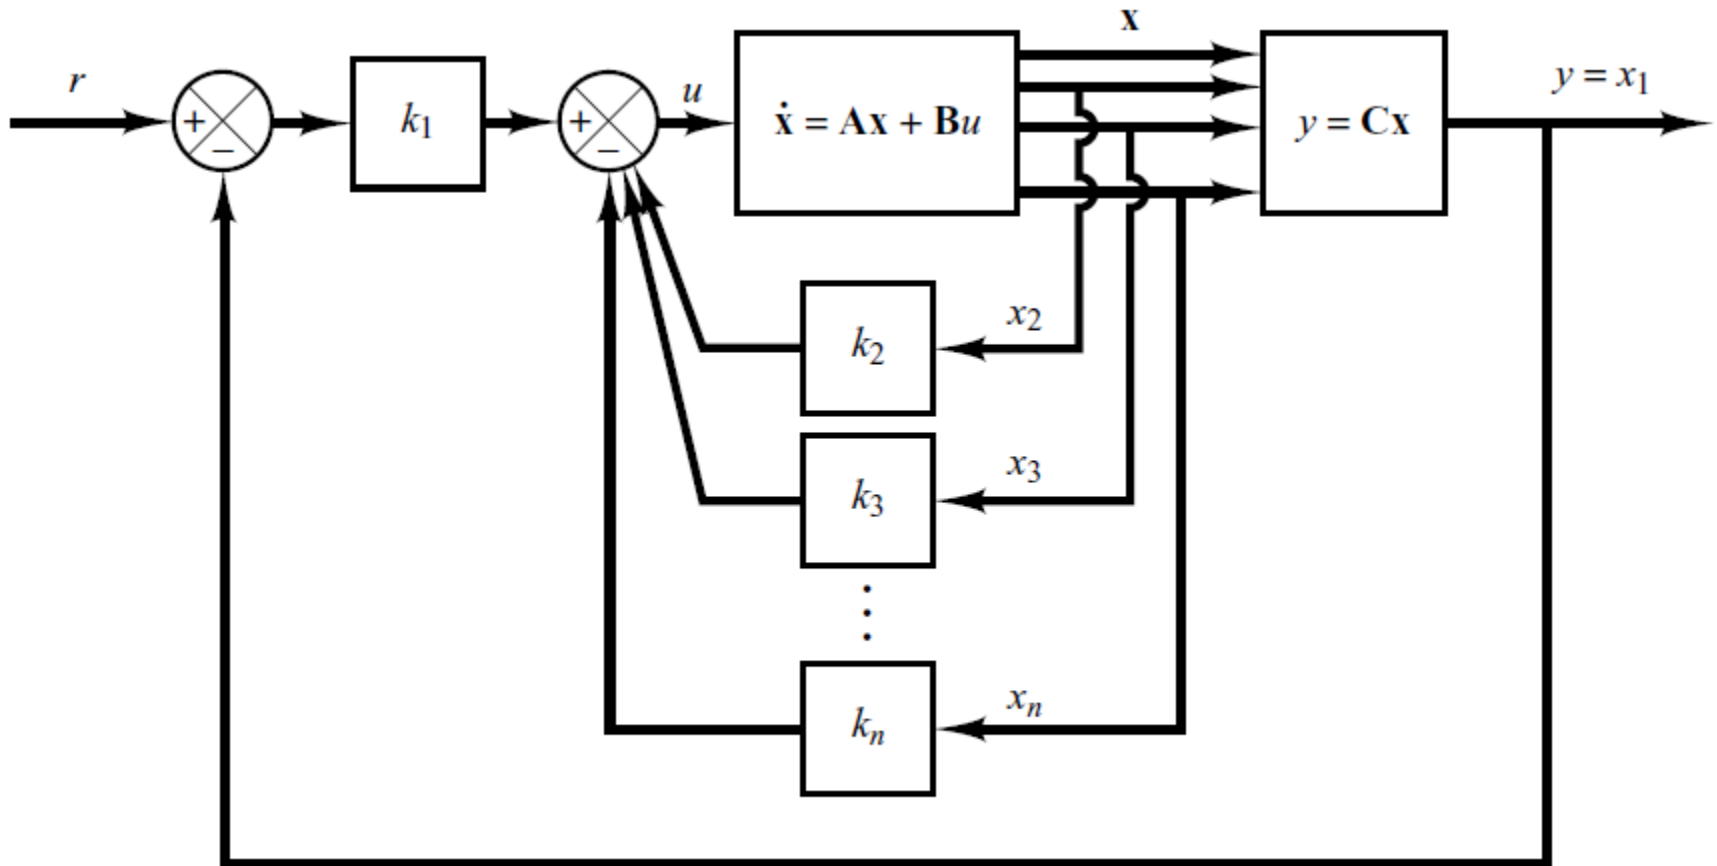 x
r
+
−
k₁
+
−
u
ẋ = Ax + Bu
y = Cx
y = x₁
k₂
x₂
k₃
x₃
⋮
kₙ
xₙ